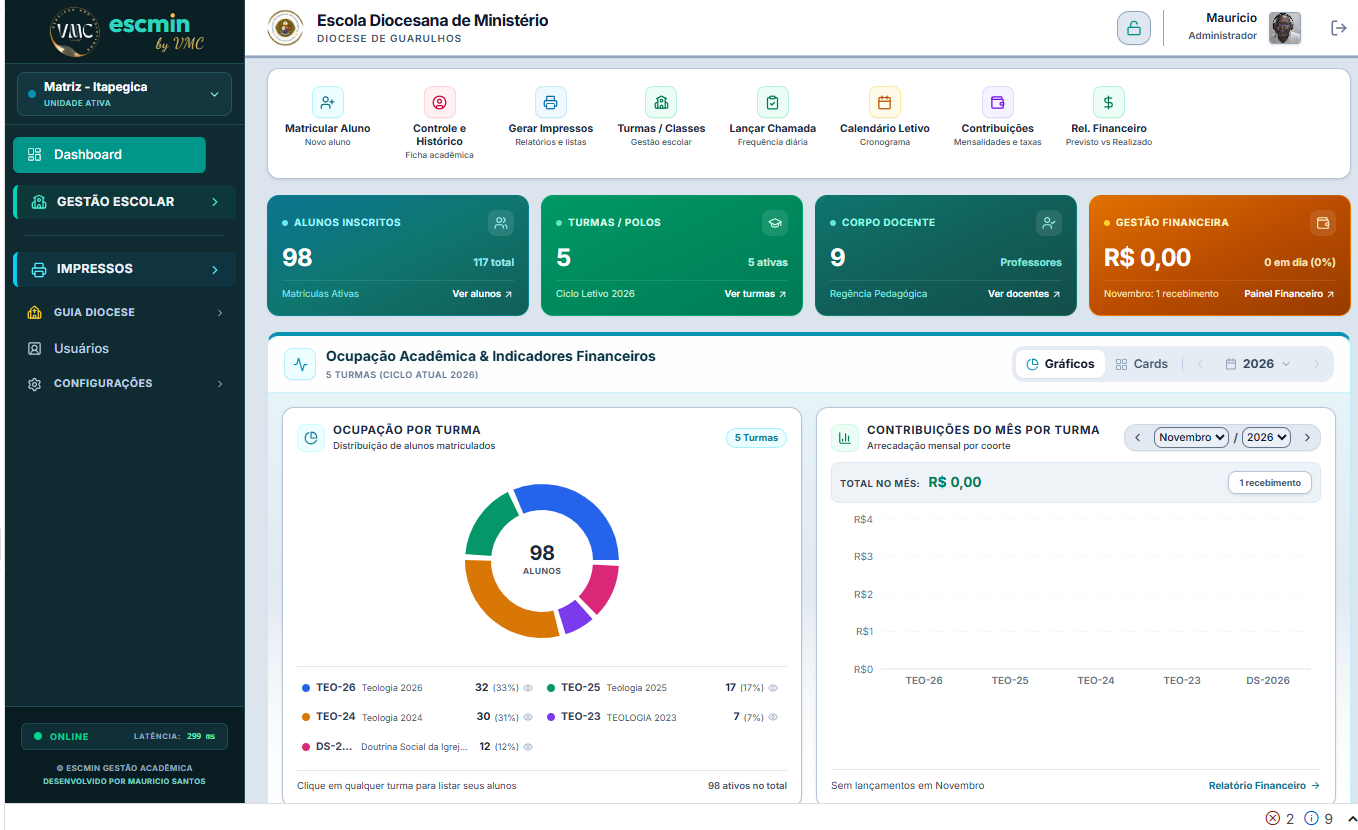 VMC
escmin
by VMC
Matriz - Itapegica
UNIDADE ATIVA
Dashboard
GESTÃO ESCOLAR
IMPRESSOS
GUIA DIOCESE
Usuários
CONFIGURAÇÕES
ONLINE LATÊNCIA: 299 ms
© ESCMIN GESTÃO ACADÊMICA
DESENVOLVIDO POR MAURICIO SANTOS
Escola Diocesana de Ministério
DIOCESE DE GUARULHOS
Mauricio
Administrador
Matricular Aluno
Novo aluno
Controle e
Histórico
Ficha acadêmica
Gerar Impressos
Relatórios e listas
Turmas / Classes
Gestão escolar
Lançar Chamada
Frequência diária
Calendário Letivo
Cronograma
Contribuições
Mensalidades e taxas
Rel. Financeiro
Previsto vs Realizado
ALUNOS INSCRITOS
98 117 total
Matrículas Ativas Ver alunos ↗
TURMAS / POLOS
5 5 ativas
Ciclo Letivo 2026 Ver turmas ↗
CORPO DOCENTE
9 Professores
Regência Pedagógica Ver docentes ↗
GESTÃO FINANCEIRA
R$ 0,00 0 em dia (0%)
Novembro: 1 recebimento Painel Financeiro ↗
Ocupação Acadêmica & Indicadores Financeiros
5 TURMAS (CICLO ATUAL 2026)
Gráficos Cards 2026
OCUPAÇÃO POR TURMA
Distribuição de alunos matriculados
5 Turmas
98
ALUNOS
TEO-26 Teologia 2026 32 (33%)
TEO-25 Teologia 2025 17 (17%)
TEO-24 Teologia 2024 30 (31%)
TEO-23 TEOLOGIA 2023 7 (7%)
DS-2... Doutrina Social da Igrej... 12 (12%)
Clique em qualquer turma para listar seus alunos 98 ativos no total
CONTRIBUIÇÕES DO MÊS POR TURMA
Arrecadação mensal por coorte
Novembro / 2026
TOTAL NO MÊS: R$ 0,00 1 recebimento
R$4
R$3
R$2
R$1
R$0
TEO-26 TEO-25 TEO-24 TEO-23 DS-2026
Sem lançamentos em Novembro Relatório Financeiro →
2 9